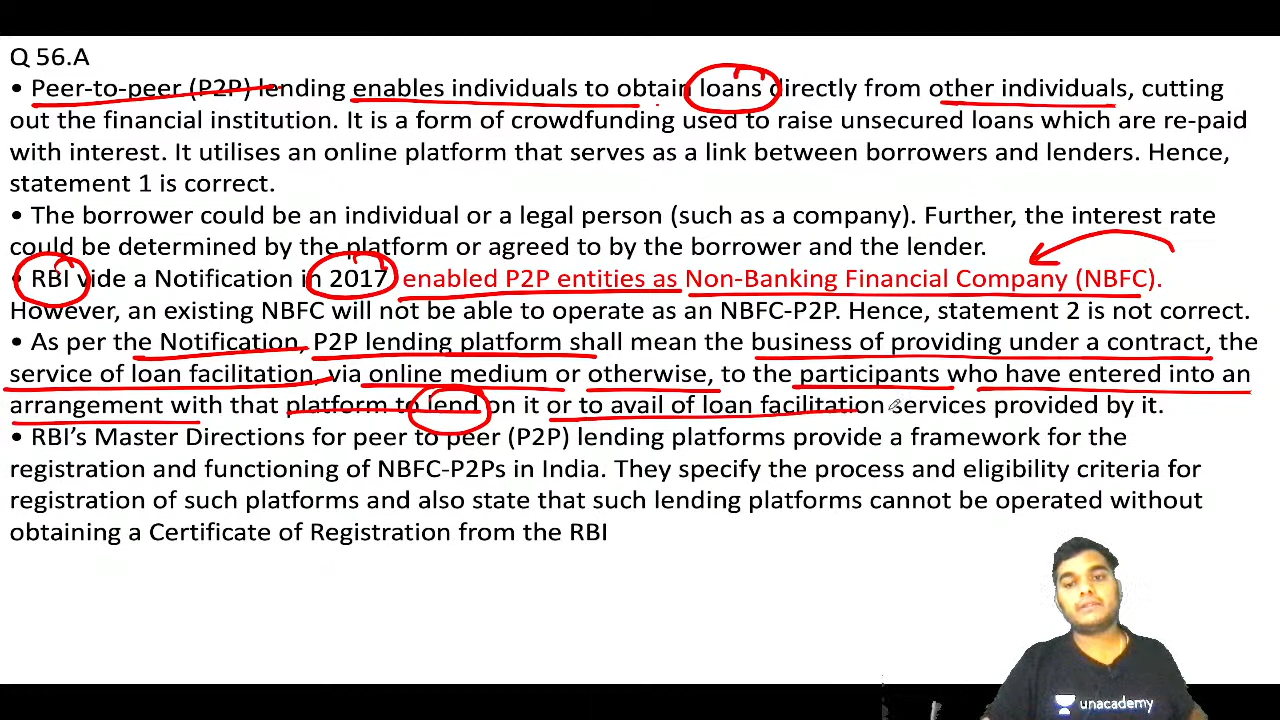 Q 56.A
• Peer-to-peer (P2P) lending enables individuals to obtain loans directly from other individuals, cutting
out the financial institution. It is a form of crowdfunding used to raise unsecured loans which are re-paid
with interest. It utilises an online platform that serves as a link between borrowers and lenders. Hence,
statement 1 is correct.
• The borrower could be an individual or a legal person (such as a company). Further, the interest rate
could be determined by the platform or agreed to by the borrower and the lender.
• RBI vide a Notification in 2017 enabled P2P entities as Non-Banking Financial Company (NBFC).
However, an existing NBFC will not be able to operate as an NBFC-P2P. Hence, statement 2 is not correct.
• As per the Notification, P2P lending platform shall mean the business of providing under a contract, the
service of loan facilitation, via online medium or otherwise, to the participants who have entered into an
arrangement with that platform to lend on it or to avail of loan facilitation services provided by it.
• RBI's Master Directions for peer to peer (P2P) lending platforms provide a framework for the
registration and functioning of NBFC-P2Ps in India. They specify the process and eligibility criteria for
registration of such platforms and also state that such lending platforms cannot be operated without
obtaining a Certificate of Registration from the RBI
unacademy